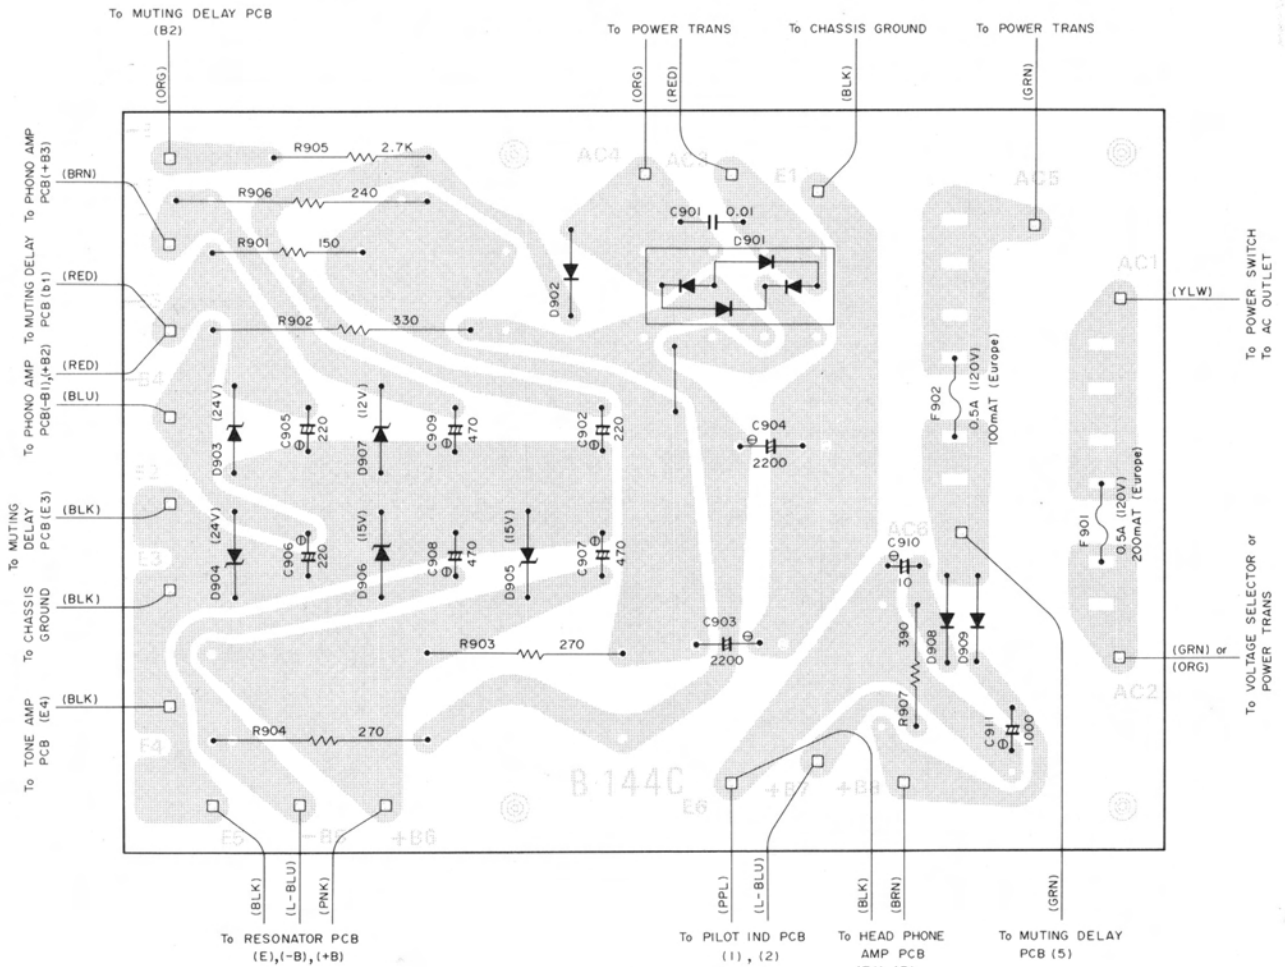 To MUTING DELAY PCB
(B2)
To POWER TRANS
To CHASSIS GROUND
To POWER TRANS
(ORG)
(ORG)
(RED)
(BLK)
(GRN)
To PHONO AMP
PCB(+B3)
(BRN)
To MUTING DELAY
PCB (b1)
(RED)
(RED)
To PHONO AMP
PCB(-B1),(+B2)
(BLU)
To MUTING
DELAY
PCB(E3)
(BLK)
To CHASSIS
GROUND
(BLK)
To TONE AMP
PCB (E4)
(BLK)
R905 2.7K
R906 240
R901 150
R902 330
AC4
E1
AC5
AC1
C901 0.01
D901
D902
(YLW)
To POWER SWITCH
To AC OUTLET
D903 (24V)
C905
220
D907 (12V)
C909
470
C902
220
C904
2200
F902
0.5A (120V)
100mAT (Europe)
F901
0.5A (120V)
200mAT (Europe)
D904 (24V)
C906
220
D906 (15V)
C908
470
D905 (15V)
C907
470
AC6
C910
10
E3
R903 270
C903
2200
390
R907
D908
D909
(GRN) or
(ORG)
To VOLTAGE SELECTOR or
POWER TRANS
AC2
R904 270
E4
C911
1000
B 144C
E6
+B7
+B8
E5
-B5
+B6
(BLK)
(L-BLU)
(PNK)
(PPL)
(L-BLU)
(BLK)
(BRN)
(GRN)
To RESONATOR PCB
(E),(-B),(+B)
To PILOT IND PCB
(1), (2)
To HEAD PHONE
AMP PCB
To MUTING DELAY
PCB (5)